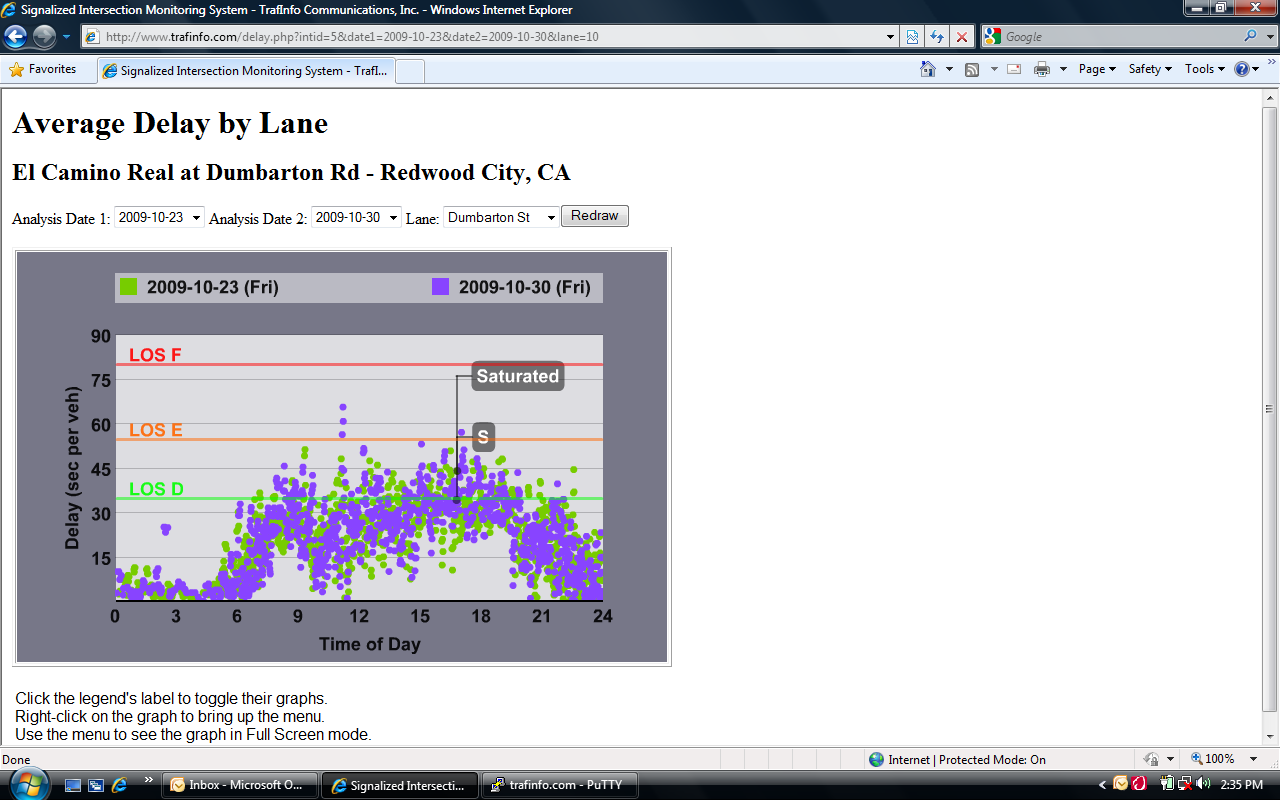 Signalized Intersection Monitoring System - TrafInfo Communications, Inc. - Windows Internet Explorer
http://www.trafinfo.com/delay.php?intid=5&date1=2009-10-23&date2=2009-10-30&lane=10
Google
Favorites
Signalized Intersection Monitoring System - TrafI...
Page
Safety
Tools
Average Delay by Lane
El Camino Real at Dumbarton Rd - Redwood City, CA
Analysis Date 1: 2009-10-23 Analysis Date 2: 2009-10-30 Lane: Dumbarton St Redraw
2009-10-23 (Fri) 2009-10-30 (Fri)
90
LOS F
Saturated
75
60
LOS E
S
45
LOS D
30
15
Delay (sec per veh)
0 3 6 9 12 15 18 21 24
Time of Day
Click the legend's label to toggle their graphs.
Right-click on the graph to bring up the menu.
Use the menu to see the graph in Full Screen mode.
Done
Internet | Protected Mode: On
100%
Inbox - Microsoft O...
Signalized Intersecti...
trafinfo.com - PuTTY
2:35 PM